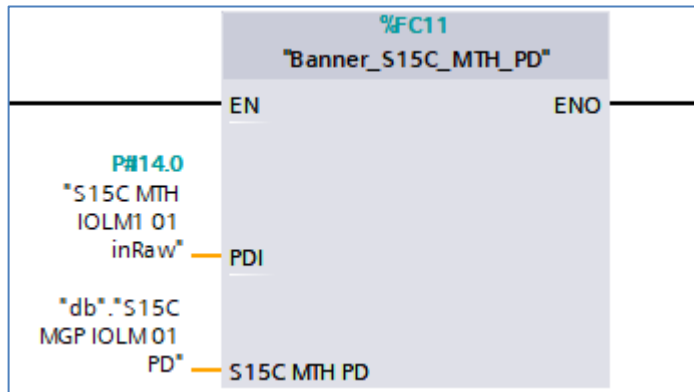 %FC11
"Banner_S15C_MTH_PD"
EN
ENO
P#I14.0
"S15C MTH
IOLM1 01
inRaw"
PDI
"db"."S15C
MGP IOLM 01
PD"
S15C MTH PD